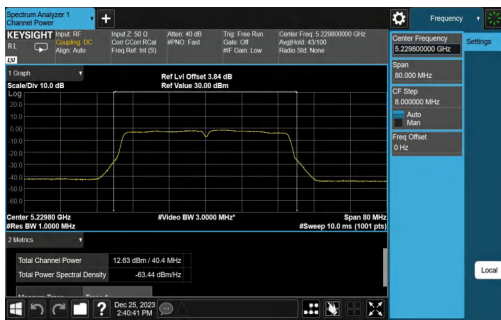 Spectrum Analyzer 1
Channel Power
Frequency
KEYSIGHT
RL
Input: RF
Coupling: DC
Align: Auto
Input Z: 50 Ω
Corr CCorr RCal
Freq Ref: Int (S)
Atten: 40 dB
#PNO: Fast
Trig: Free Run
Gate: Off
#IF Gain: Low
Center Freq: 5.229800000 GHz
Avg|Hold: 43/100
Radio Std: None
LW
Center Frequency
5.229800000 GHz
Settings
Span
80.000 MHz
CF Step
8.000000 MHz
Auto
Man
Freq Offset
0 Hz
1 Graph
Scale/Div 10.0 dB
Ref Lvl Offset 3.84 dB
Ref Value 30.00 dBm
Log
20.0
10.0
0.00
-10.0
-20.0
-30.0
-40.0
-50.0
-60.0
Center 5.22980 GHz
#Res BW 1.0000 MHz
#Video BW 3.0000 MHz*
Span 80 MHz
#Sweep 10.0 ms (1001 pts)
2 Metrics
Total Channel Power
12.63 dBm / 40.4 MHz
Total Power Spectral Density
-63.44 dBm/Hz
Local
?
Dec 25, 2023
2:40:41 PM